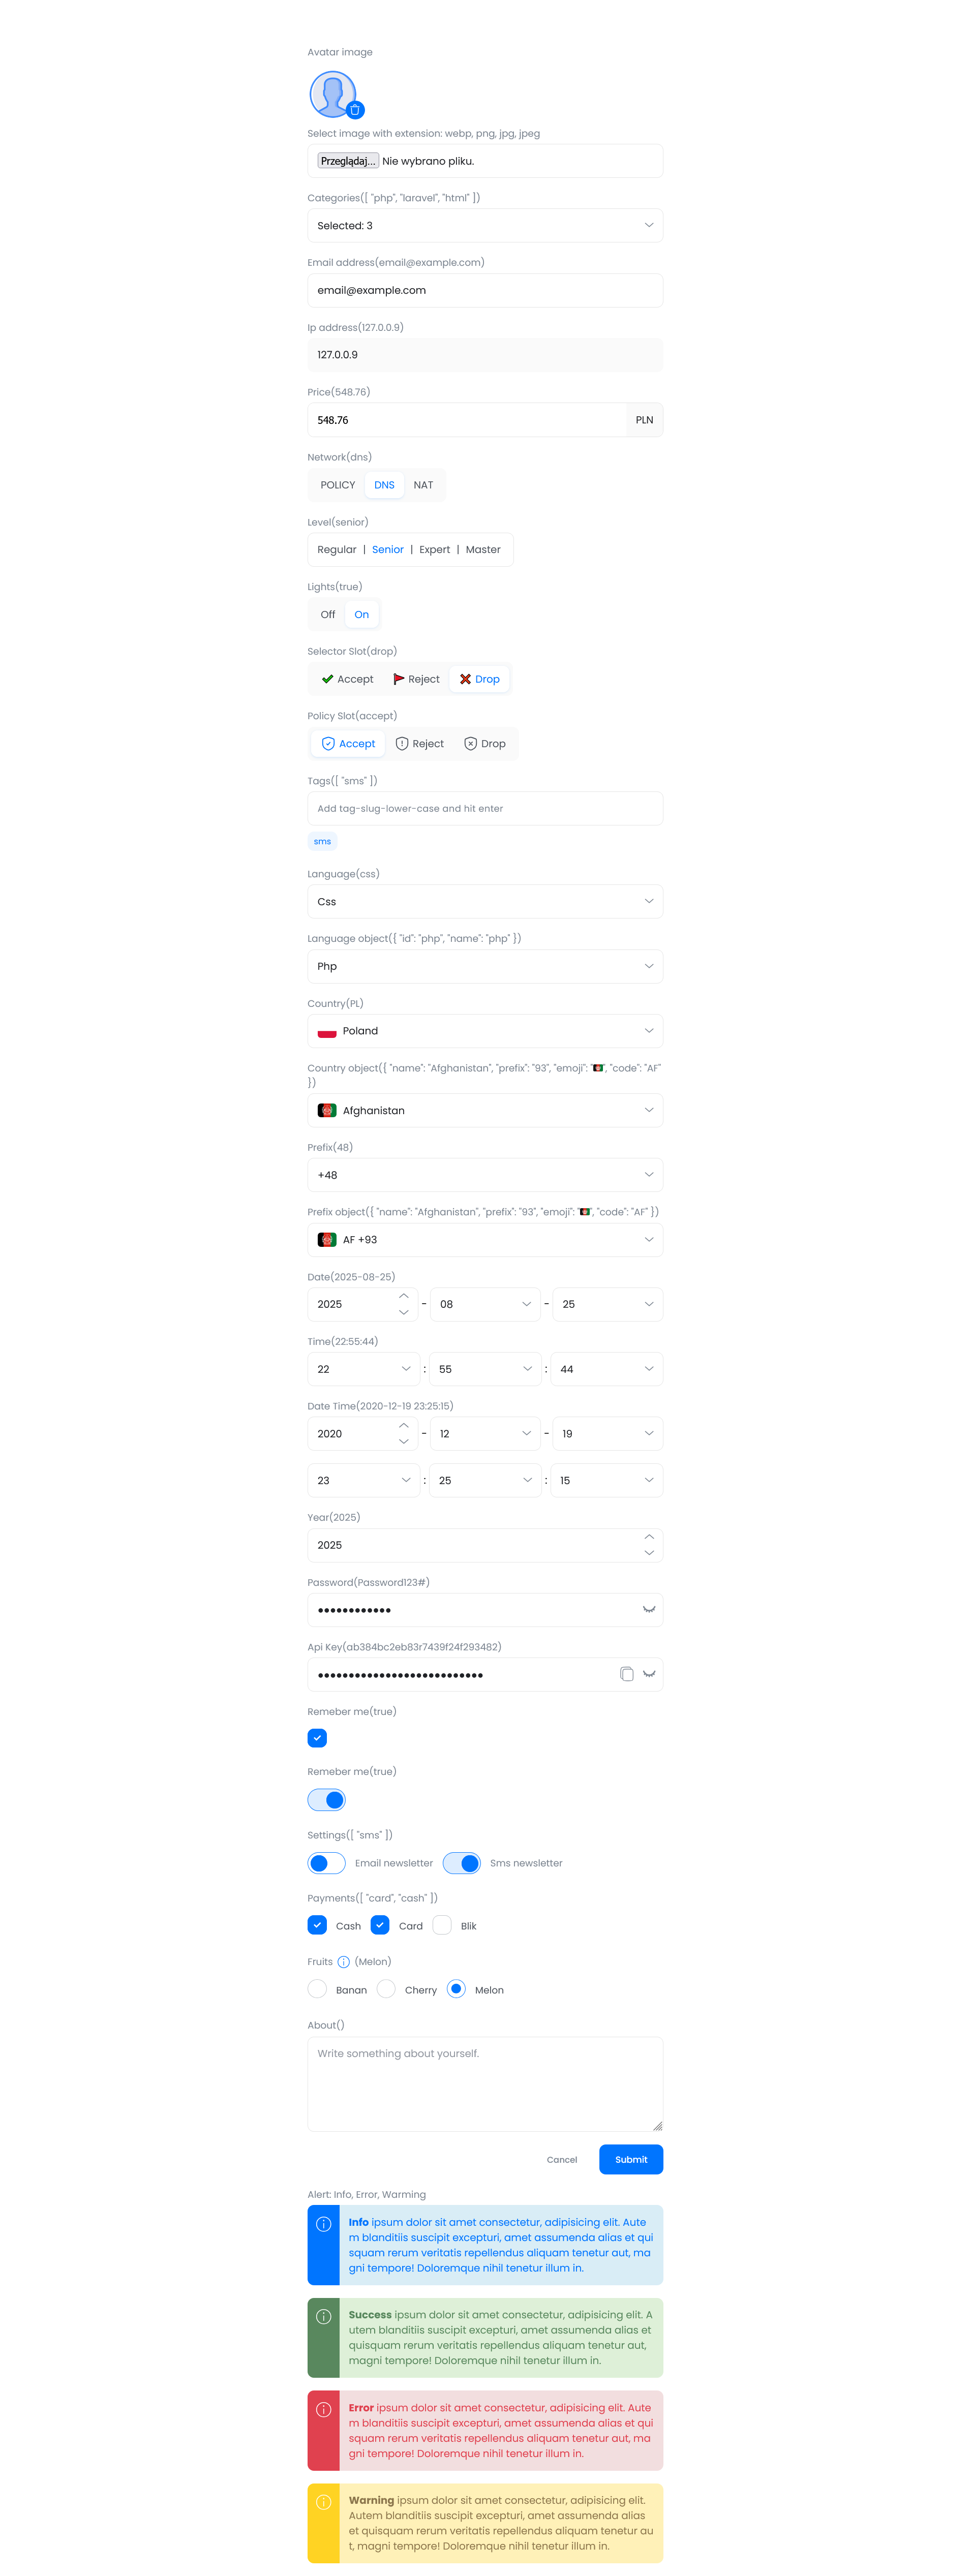 Avatar image
Select image with extension: webp, png, jpg, jpeg
Przeglądaj... Nie wybrano pliku.
Categories([ "php", "laravel", "html" ])
Selected: 3
Email address(email@example.com)
email@example.com
Ip address(127.0.0.9)
127.0.0.9
Price(548.76)
548.76 PLN
Network(dns)
POLICY DNS NAT
Level(senior)
Regular | Senior | Expert | Master
Lights(true)
Off On
Selector Slot(drop)
Accept Reject Drop
Policy Slot(accept)
Accept Reject Drop
Tags([ "sms" ])
Add tag-slug-lower-case and hit enter
sms
Language(css)
Css
Language object({ "id": "php", "name": "php" })
Php
Country(PL)
Poland
Country object({ "name": "Afghanistan", "prefix": "93", "emoji": "🇦🇫", "code": "AF"
})
Afghanistan
Prefix(48)
+48
Prefix object({ "name": "Afghanistan", "prefix": "93", "emoji": "🇦🇫", "code": "AF" })
AF +93
Date(2025-08-25)
2025 - 08 - 25
Time(22:55:44)
22 : 55 : 44
Date Time(2020-12-19 23:25:15)
2020 - 12 - 19
23 : 25 : 15
Year(2025)
2025
Password(Password123#)
••••••••••••
Api Key(ab384bc2eb83r7439f24f293482)
•••••••••••••••••••••••••••
Remeber me(true)
Remeber me(true)
Settings([ "sms" ])
Email newsletter Sms newsletter
Payments([ "card", "cash" ])
Cash Card Blik
Fruits (Melon)
Banan Cherry Melon
About()
Write something about yourself.
Cancel Submit
Alert: Info, Error, Warming
Info ipsum dolor sit amet consectetur, adipisicing elit. Aute
m blanditiis suscipit excepturi, amet assumenda alias et qui
squam rerum veritatis repellendus aliquam tenetur aut, ma
gni tempore! Doloremque nihil tenetur illum in.
Success ipsum dolor sit amet consectetur, adipisicing elit. A
utem blanditiis suscipit excepturi, amet assumenda alias et
quisquam rerum veritatis repellendus aliquam tenetur aut,
magni tempore! Doloremque nihil tenetur illum in.
Error ipsum dolor sit amet consectetur, adipisicing elit. Aute
m blanditiis suscipit excepturi, amet assumenda alias et qui
squam rerum veritatis repellendus aliquam tenetur aut, ma
gni tempore! Doloremque nihil tenetur illum in.
Warning ipsum dolor sit amet consectetur, adipisicing elit.
Autem blanditiis suscipit excepturi, amet assumenda alias
et quisquam rerum veritatis repellendus aliquam tenetur au
t, magni tempore! Doloremque nihil tenetur illum in.